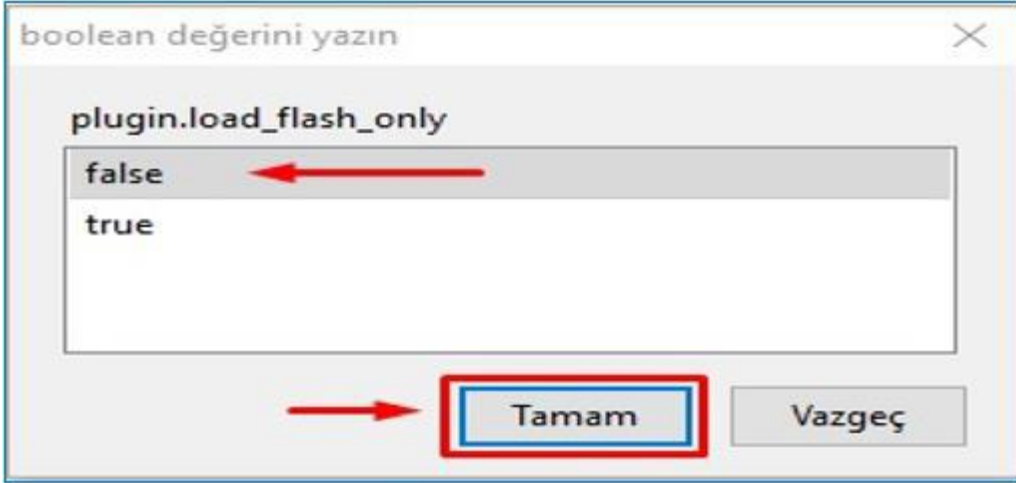 boolean değerini yazın
plugin.load_flash_only
false
true
Tamam
Vazgeç